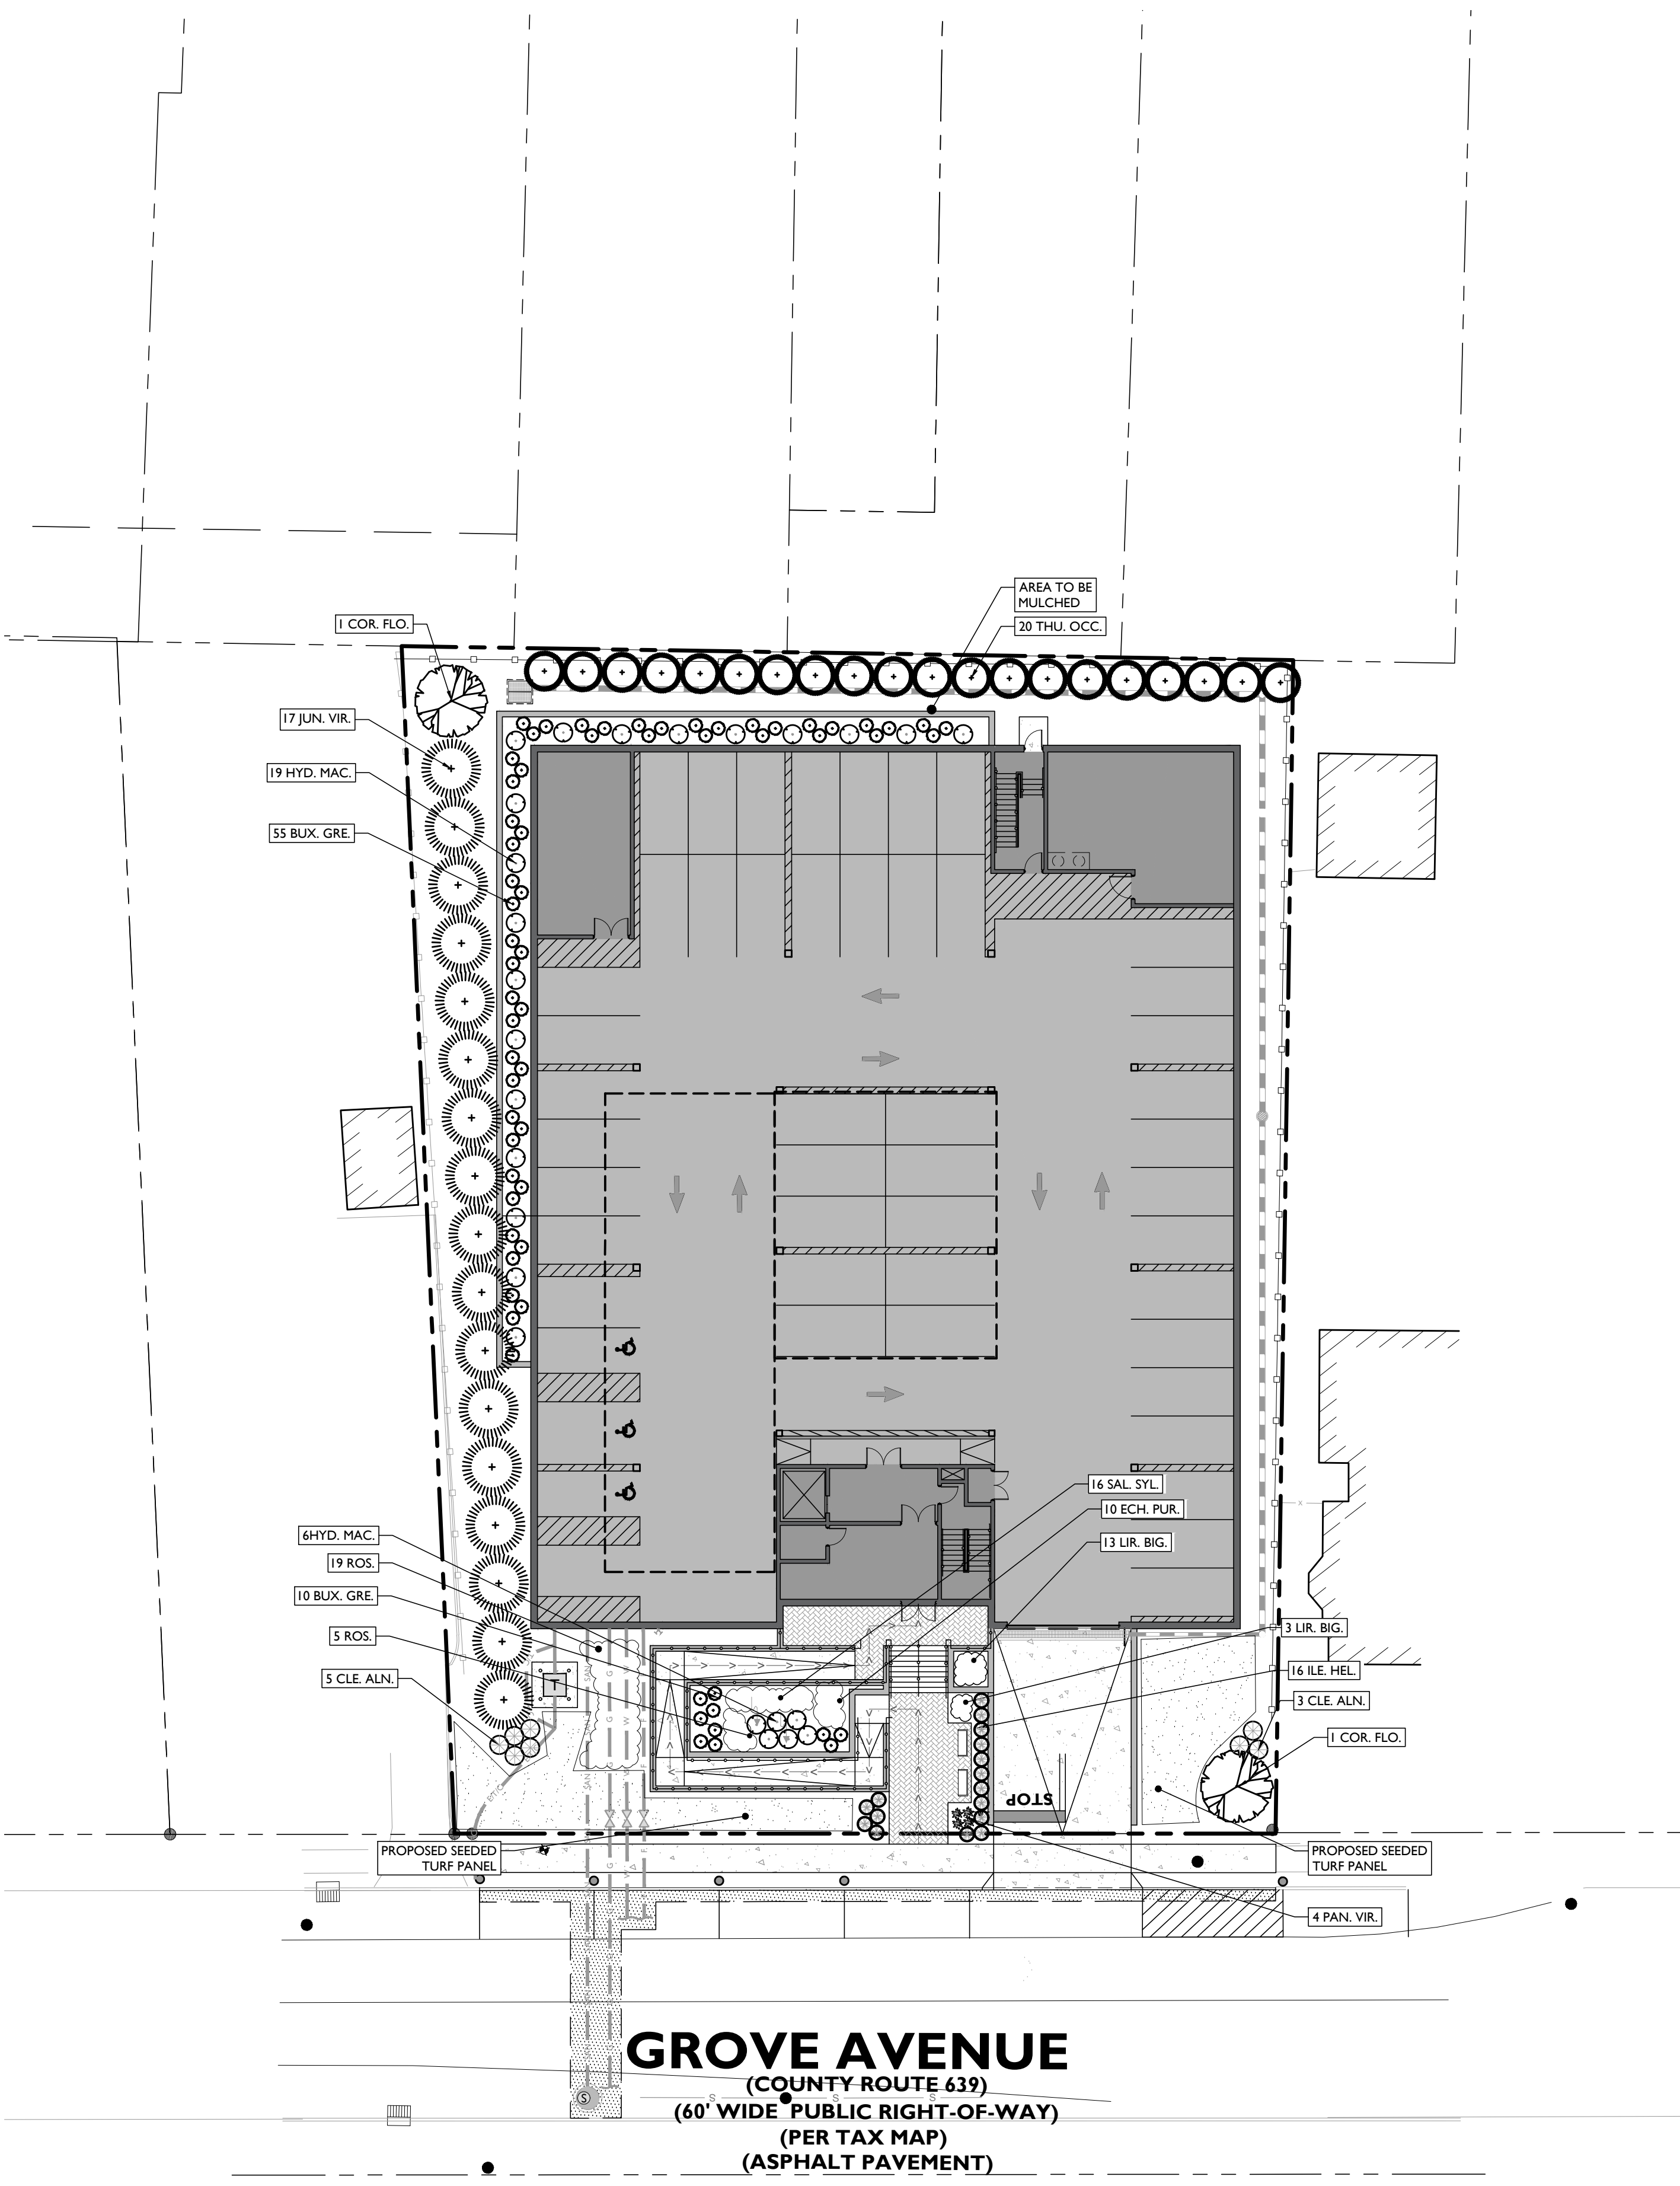 AREA TO BE
MULCHED
1 COR. FLO.
20 THU. OCC.
17 JUN. VIR.
19 HYD. MAC.
55 BUX. GRE.
16 SAL. SYL.
10 ECH. PUR.
6HYD. MAC.
13 LIR. BIG.
19 ROS.
10 BUX. GRE.
3 LIR. BIG.
5 ROS.
16 ILE. HEL.
5 CLE. ALN.
T
3 CLE. ALN.
1 COR. FLO.
STOP
PROPOSED SEEDED
TURF PANEL
PROPOSED SEEDED
TURF PANEL
4 PAN. VIR.
GROVE AVENUE
(COUNTY ROUTE 639)
S
S S S
(60' WIDE PUBLIC RIGHT-OF-WAY)
(PER TAX MAP)
(ASPHALT PAVEMENT)